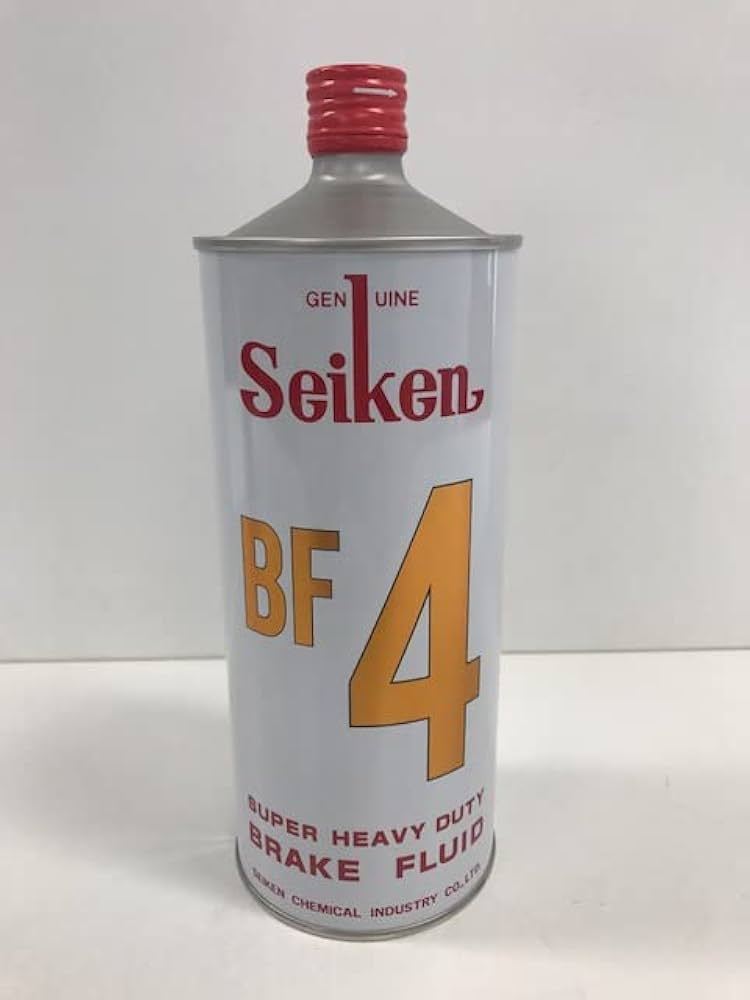 GENUINE
Seiken
BF 4
SUPER HEAVY DUTY
BRAKE FLUID
SEIKEN CHEMICAL INDUSTRY CO.,LTD.